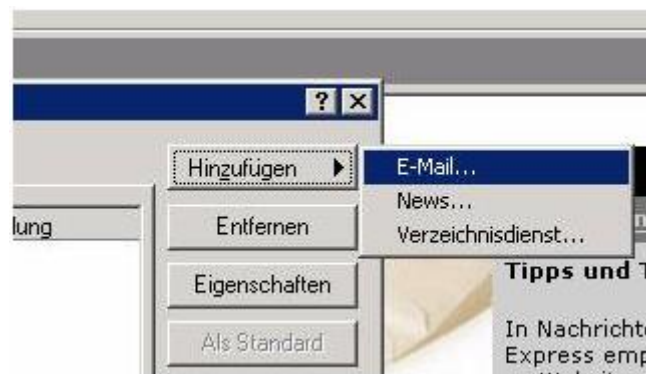 Hinzufügen
E-Mail...
News...
Verzeichnisdienst...
lung
Entfernen
Eigenschaften
Als Standard
Tipps und T
In Nachrichte
Express emp